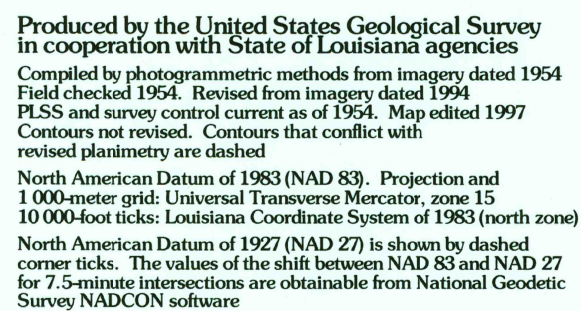 Produced by the United States Geological Survey
in cooperation with State of Louisiana agencies
Compiled by photogrammetric methods from imagery dated 1954
Field checked 1954. Revised from imagery dated 1994
PLSS and survey control current as of 1954. Map edited 1997
Contours not revised. Contours that conflict with
revised planimetry are dashed
North American Datum of 1983 (NAD 83). Projection and
1 000-meter grid: Universal Transverse Mercator, zone 15
10 000-foot ticks: Louisiana Coordinate System of 1983 (north zone)
North American Datum of 1927 (NAD 27) is shown by dashed
corner ticks. The values of the shift between NAD 83 and NAD 27
for 7.5-minute intersections are obtainable from National Geodetic
Survey NADCON software